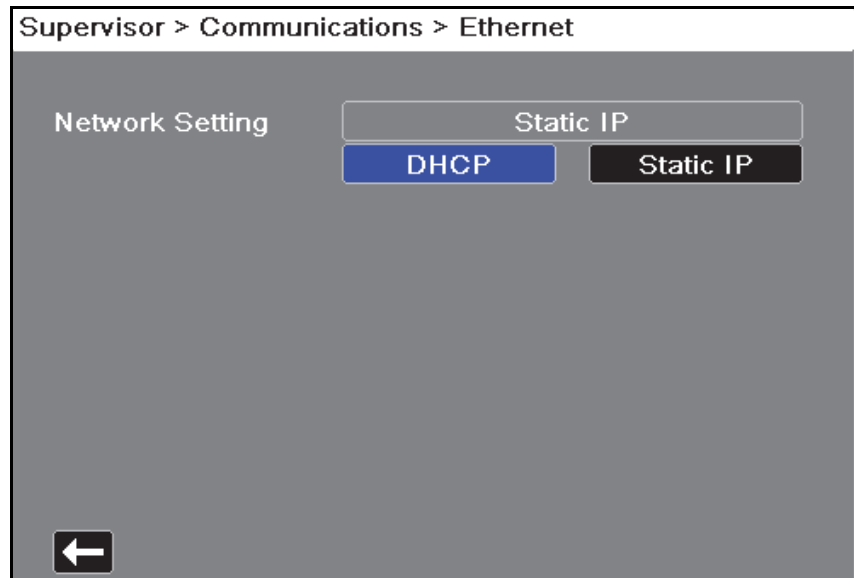 Supervisor > Communications > Ethernet
Network Setting Static IP
DHCP Static IP